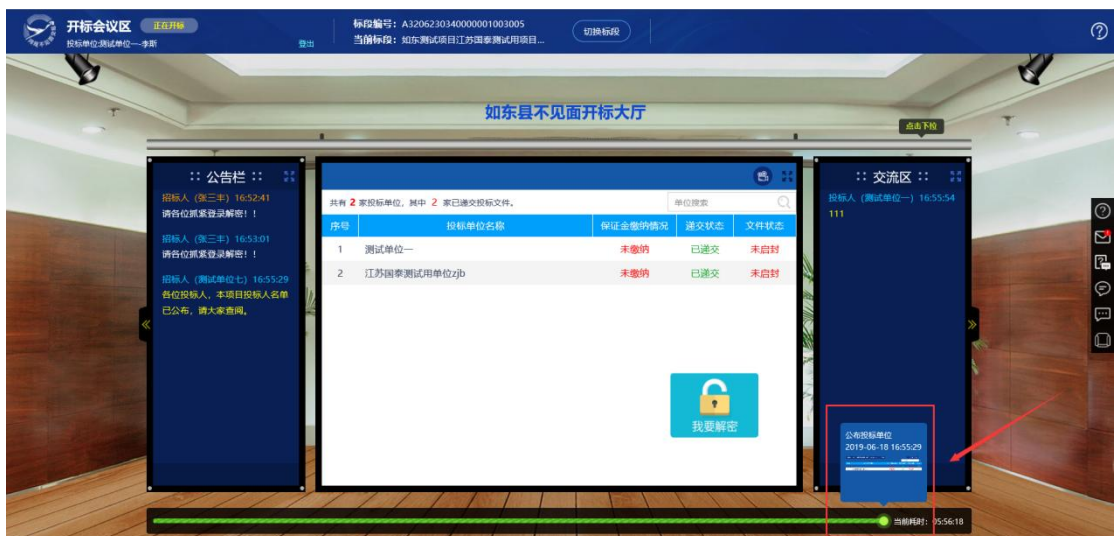 开标会议区 正在开标
投标单位:测试单位一-李斯 登出
标段编号：A3206230340000001003005
当前标段：如东测试项目江苏国泰测试用项目...
切换标段
如东县不见面开标大厅
点击下拉
:: 公告栏 ::
招标人（张三丰）16:52:41
请各位抓紧登录解密！！
招标人（张三丰）16:53:01
请各位抓紧登录解密！！
招标人（测试单位七）16:55:29
各位投标人，本项目投标人名单
已公布，请大家查阅。
共有 2 家投标单位，其中 2 家已递交投标文件。
单位搜索
序号 投标单位名称 保证金缴纳情况 递交状态 文件状态
1 测试单位一 未缴纳 已递交 未启封
2 江苏国泰测试用单位zjb 未缴纳 已递交 未启封
我要解密
:: 交流区 ::
投标人（测试单位一）16:55:54
111
公布投标单位
2019-06-18 16:55:29
当前耗时：05:56:18